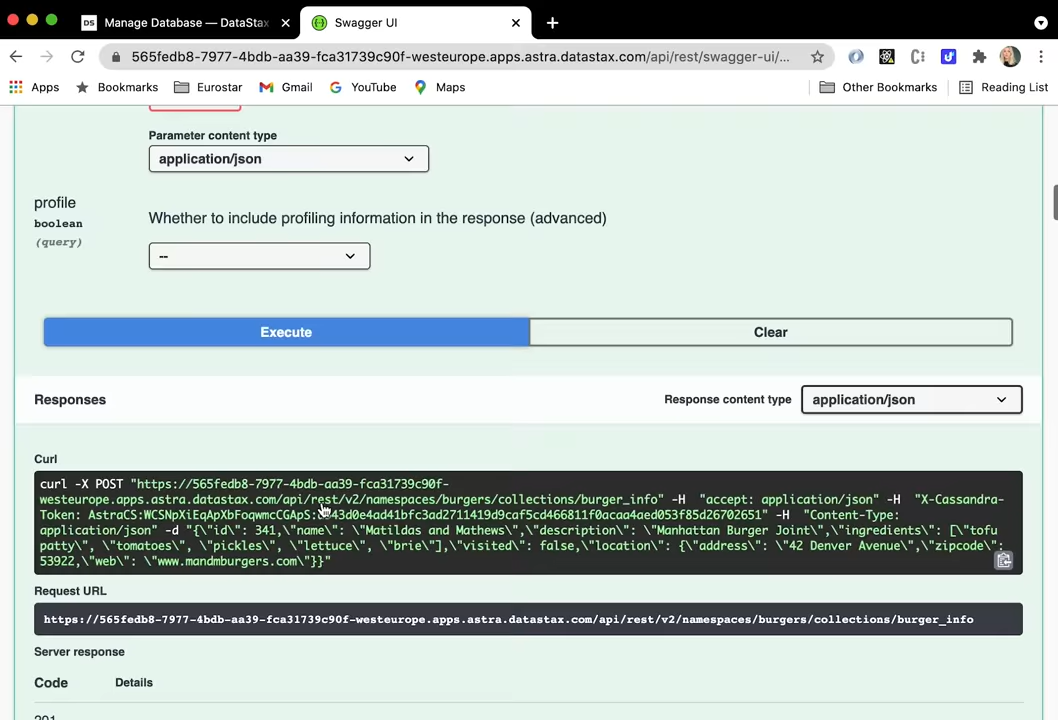 Manage Database — DataStax
Swagger UI
565fedb8-7977-4bdb-aa39-fca31739c90f-westeurope.apps.astra.datastax.com/api/rest/swagger-ui/...
Apps
Bookmarks
Eurostar
Gmail
YouTube
Maps
Other Bookmarks
Reading List
Parameter content type
application/json
profile
boolean
(query)
Whether to include profiling information in the response (advanced)
--
Execute
Clear
Responses
Response content type
application/json
Curl
curl -X POST "https://565fedb8-7977-4bdb-aa39-fca31739c90f-
westeurope.apps.astra.datastax.com/api/rest/v2/namespaces/burgers/collections/burger_info" -H  "accept: application/json" -H  "X-Cassandra-
Token: 
 -H  "Content-Type:
application/json" -d "{\"id\": 341,\"name\": \"Matildas and Mathews\",\"description\": \"Manhattan Burger Joint\",\"ingredients\": [\"tofu
patty\", \"tomatoes\", \"pickles\", \"lettuce\", \"brie\"],\"visited\": false,\"location\": {\"address\": \"42 Denver Avenue\",\"zipcode\":
53922,\"web\": \"www.mandmburgers.com\"}}"
Request URL
https://565fedb8-7977-4bdb-aa39-fca31739c90f-westeurope.apps.astra.datastax.com/api/rest/v2/namespaces/burgers/collections/burger_info
Server response
Code
Details
201